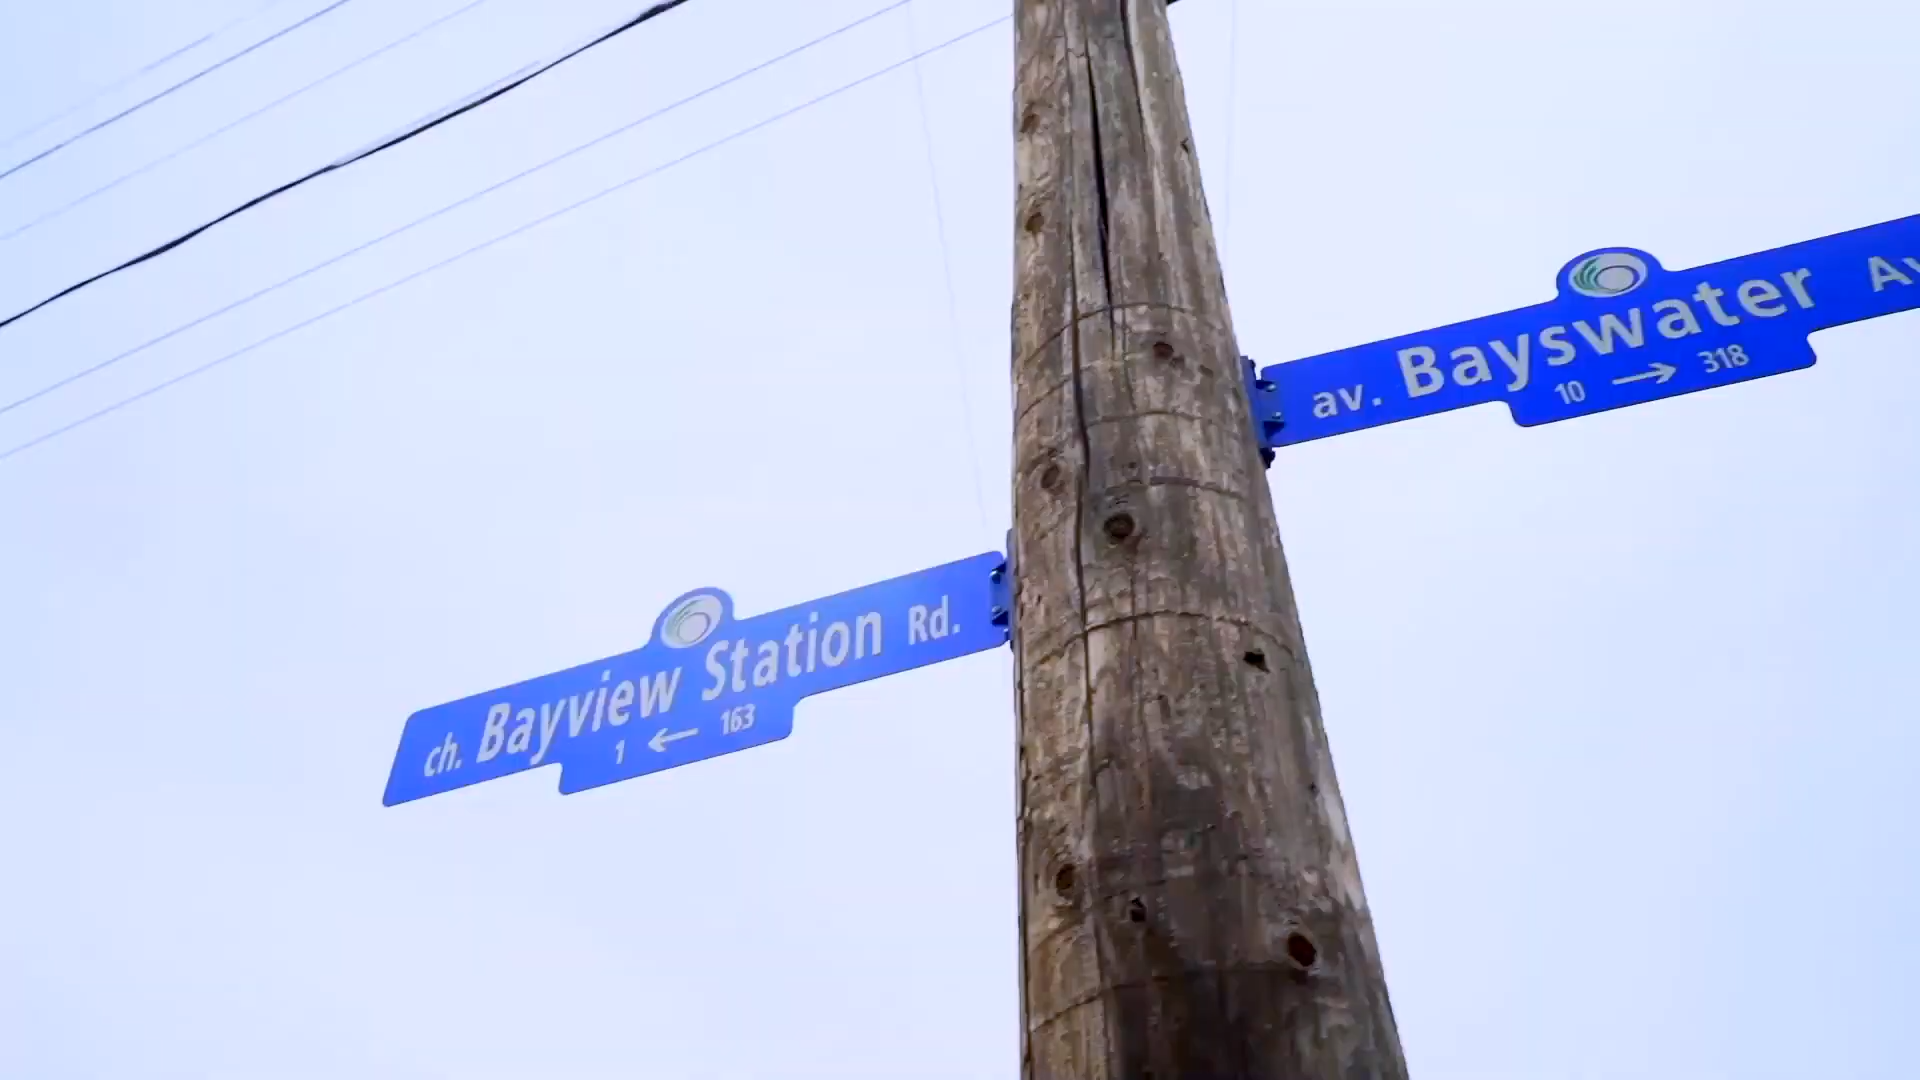 av. Bayswater Av
10 → 318
ch. Bayview Station Rd.
1 ← 163